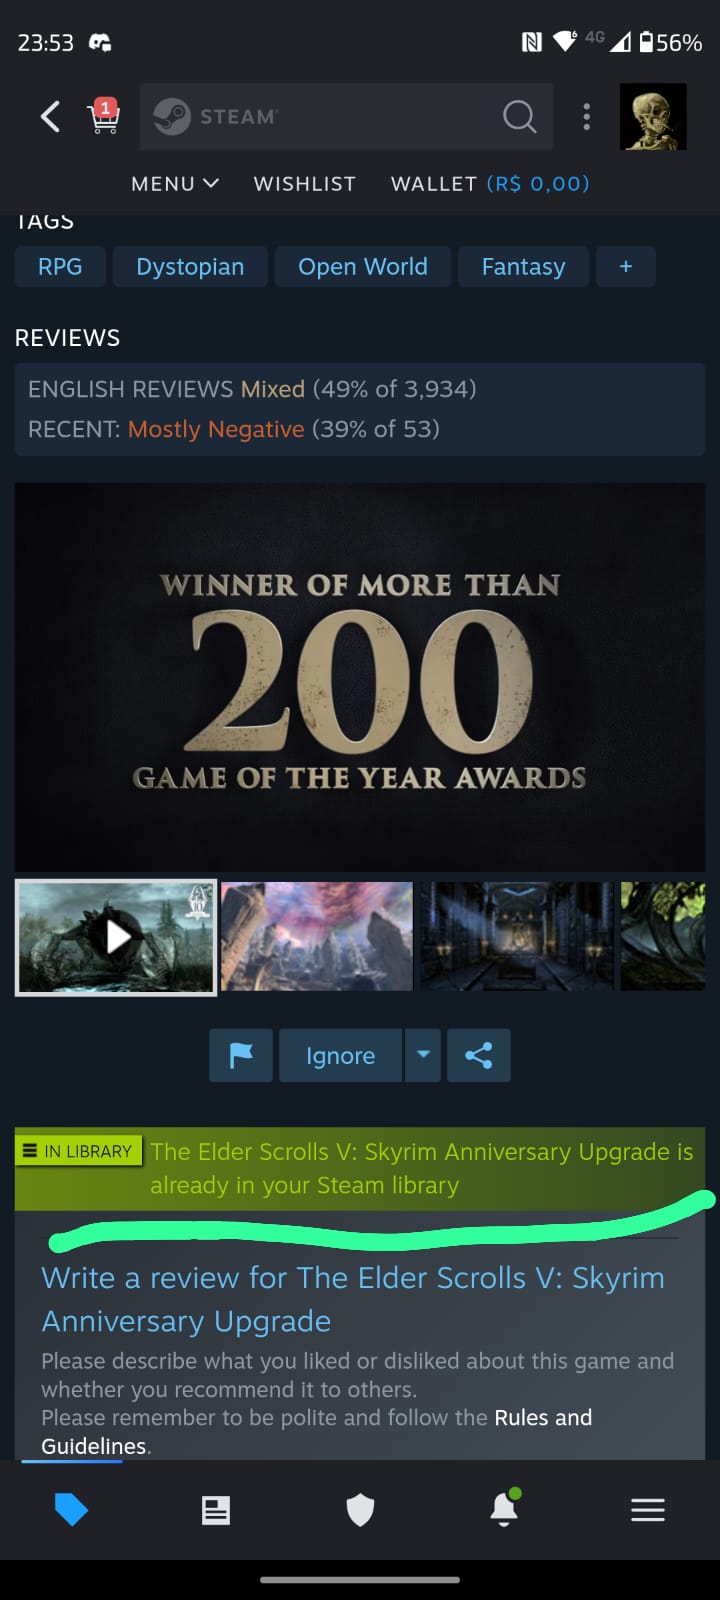 23:53
4G
56%
1
STEAM
MENU
WISHLIST
WALLET (R$ 0,00)
TAGS
RPG
Dystopian
Open World
Fantasy
+
REVIEWS
ENGLISH REVIEWS Mixed (49% of 3,934)
RECENT: Mostly Negative (39% of 53)
WINNER OF MORE THAN
200
GAME OF THE YEAR AWARDS
Ignore
IN LIBRARY
The Elder Scrolls V: Skyrim Anniversary Upgrade is
already in your Steam library
Write a review for The Elder Scrolls V: Skyrim
Anniversary Upgrade
Please describe what you liked or disliked about this game and
whether you recommend it to others.
Please remember to be polite and follow the Rules and
Guidelines.